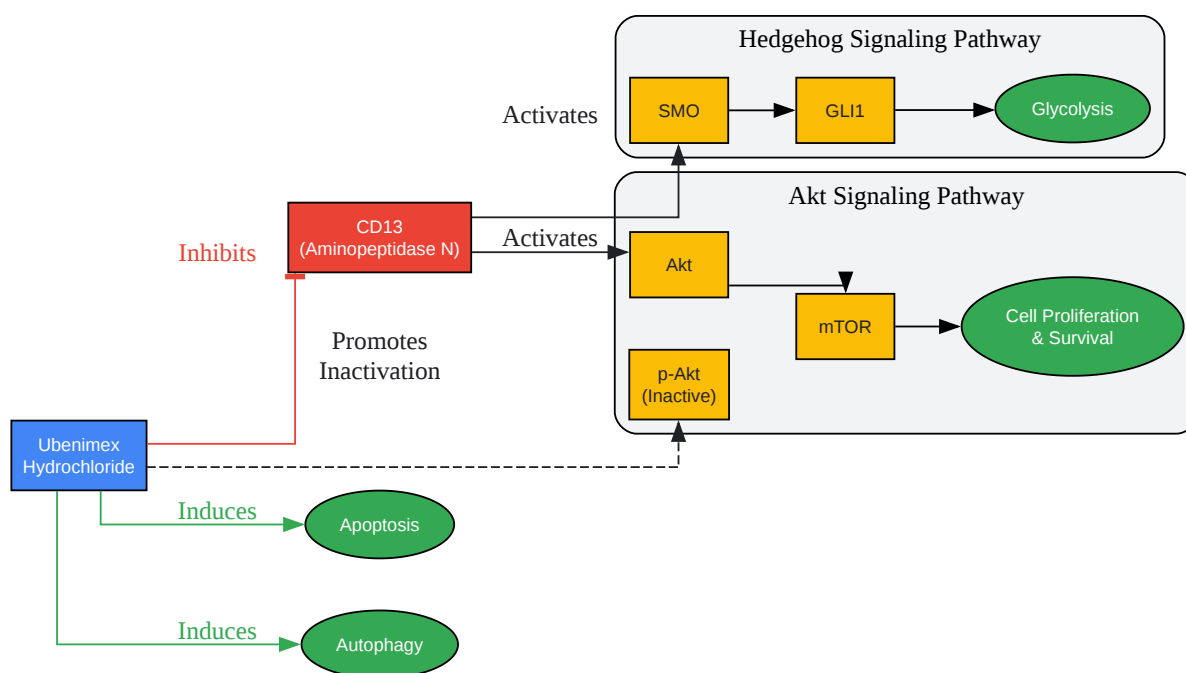 Hedgehog Signaling Pathway
Activates
SMO
GLI1
Glycolysis
Akt Signaling Pathway
CD13
(Aminopeptidase N)
Inhibits
Activates
Akt
mTOR
Cell Proliferation
& Survival
Promotes
Inactivation
p-Akt
(Inactive)
Ubenimex
Hydrochloride
Induces
Apoptosis
Induces
Autophagy